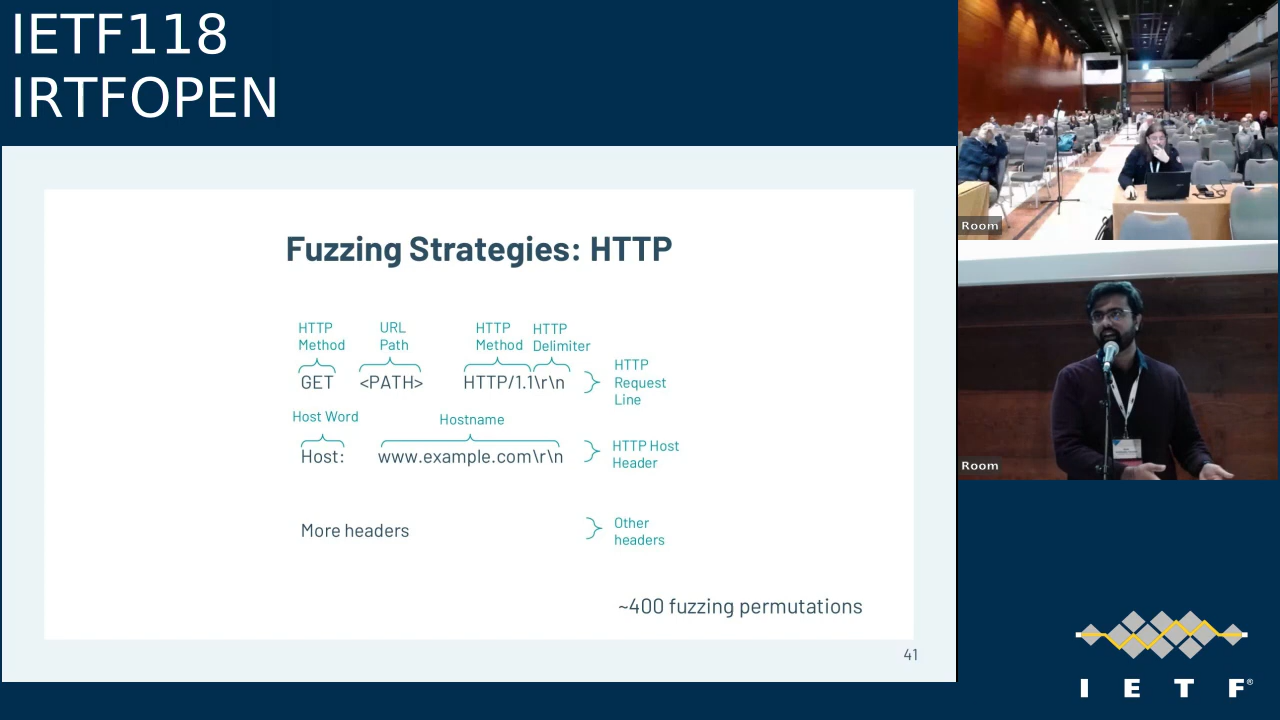 IETF118
IRTFOPEN
Fuzzing Strategies: HTTP
HTTP
Method
URL
Path
HTTP
Method
HTTP
Delimiter
GET <PATH> HTTP/1.1\r\n
HTTP
Request
Line
Host Word
Hostname
Host: www.example.com\r\n
HTTP Host
Header
More headers
Other
headers
~400 fuzzing permutations
41
Room
Room
I E T F®